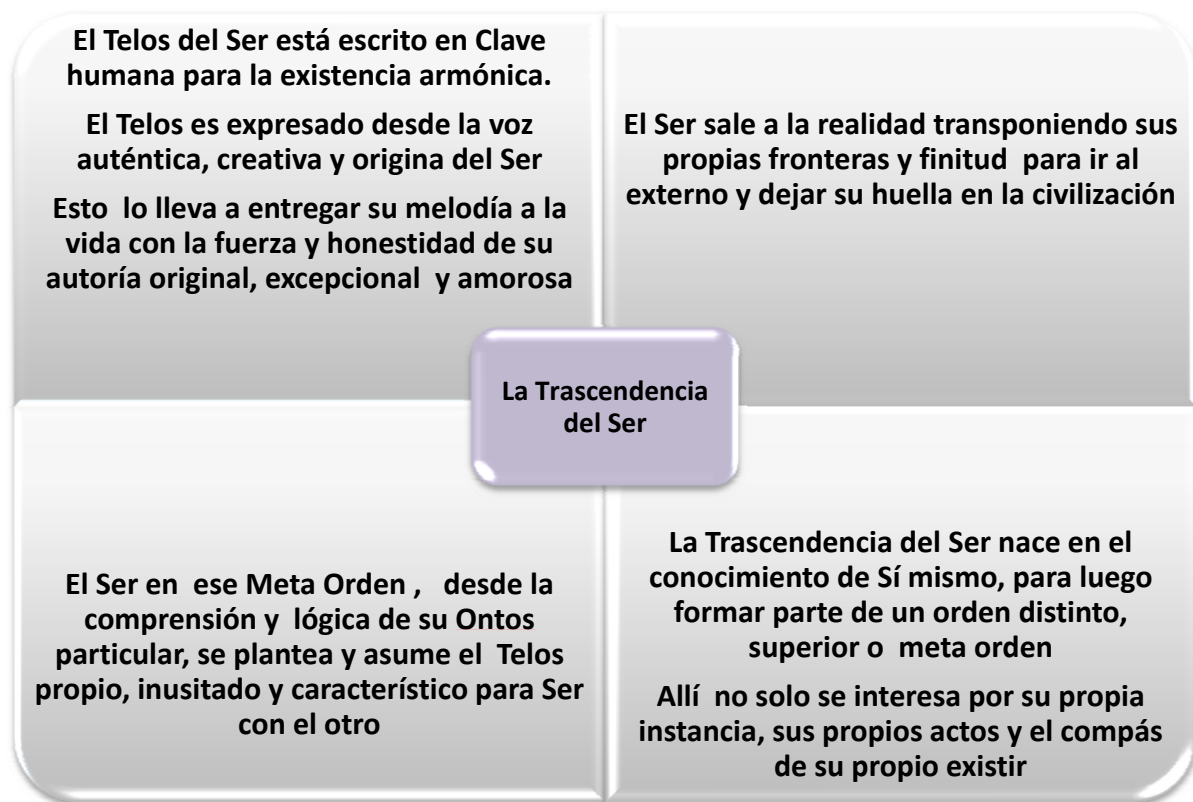 El Telos del Ser está escrito en Clave
humana para la existencia armónica.
El Telos es expresado desde la voz
auténtica, creativa y origina del Ser
Esto lo lleva a entregar su melodía a la
vida con la fuerza y honestidad de su
autoría original, excepcional y amorosa
El Ser sale a la realidad transponiendo sus
propias fronteras y finitud para ir al
externo y dejar su huella en la civilización
La Trascendencia
del Ser
El Ser en ese Meta Orden , desde la
comprensión y lógica de su Ontos
particular, se plantea y asume el Telos
propio, inusitado y característico para Ser
con el otro
La Trascendencia del Ser nace en el
conocimiento de Sí mismo, para luego
formar parte de un orden distinto,
superior o meta orden
Allí no solo se interesa por su propia
instancia, sus propios actos y el compás
de su propio existir